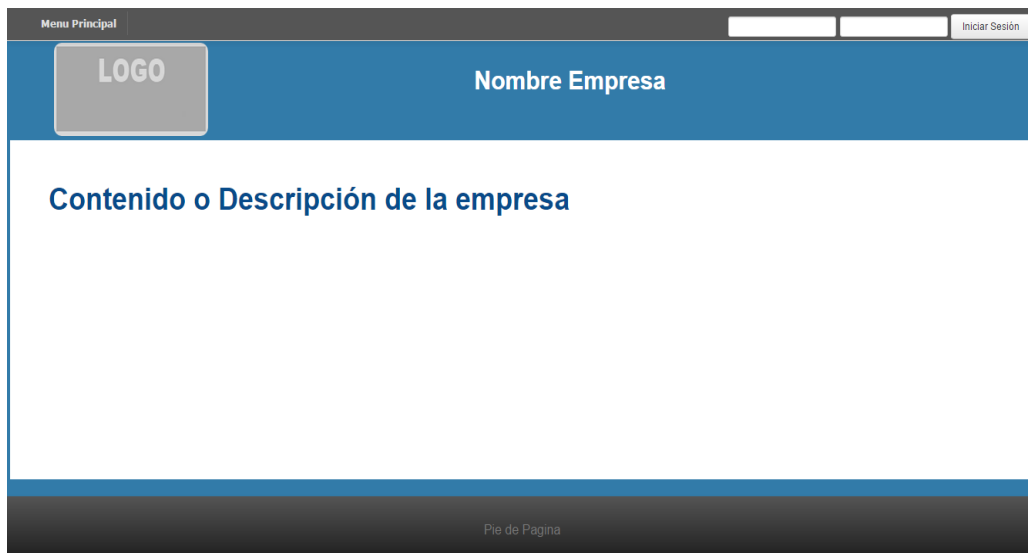 Menu Principal
Iniciar Sesión
LOGO
Nombre Empresa
Contenido o Descripción de la empresa
Pie de Pagina